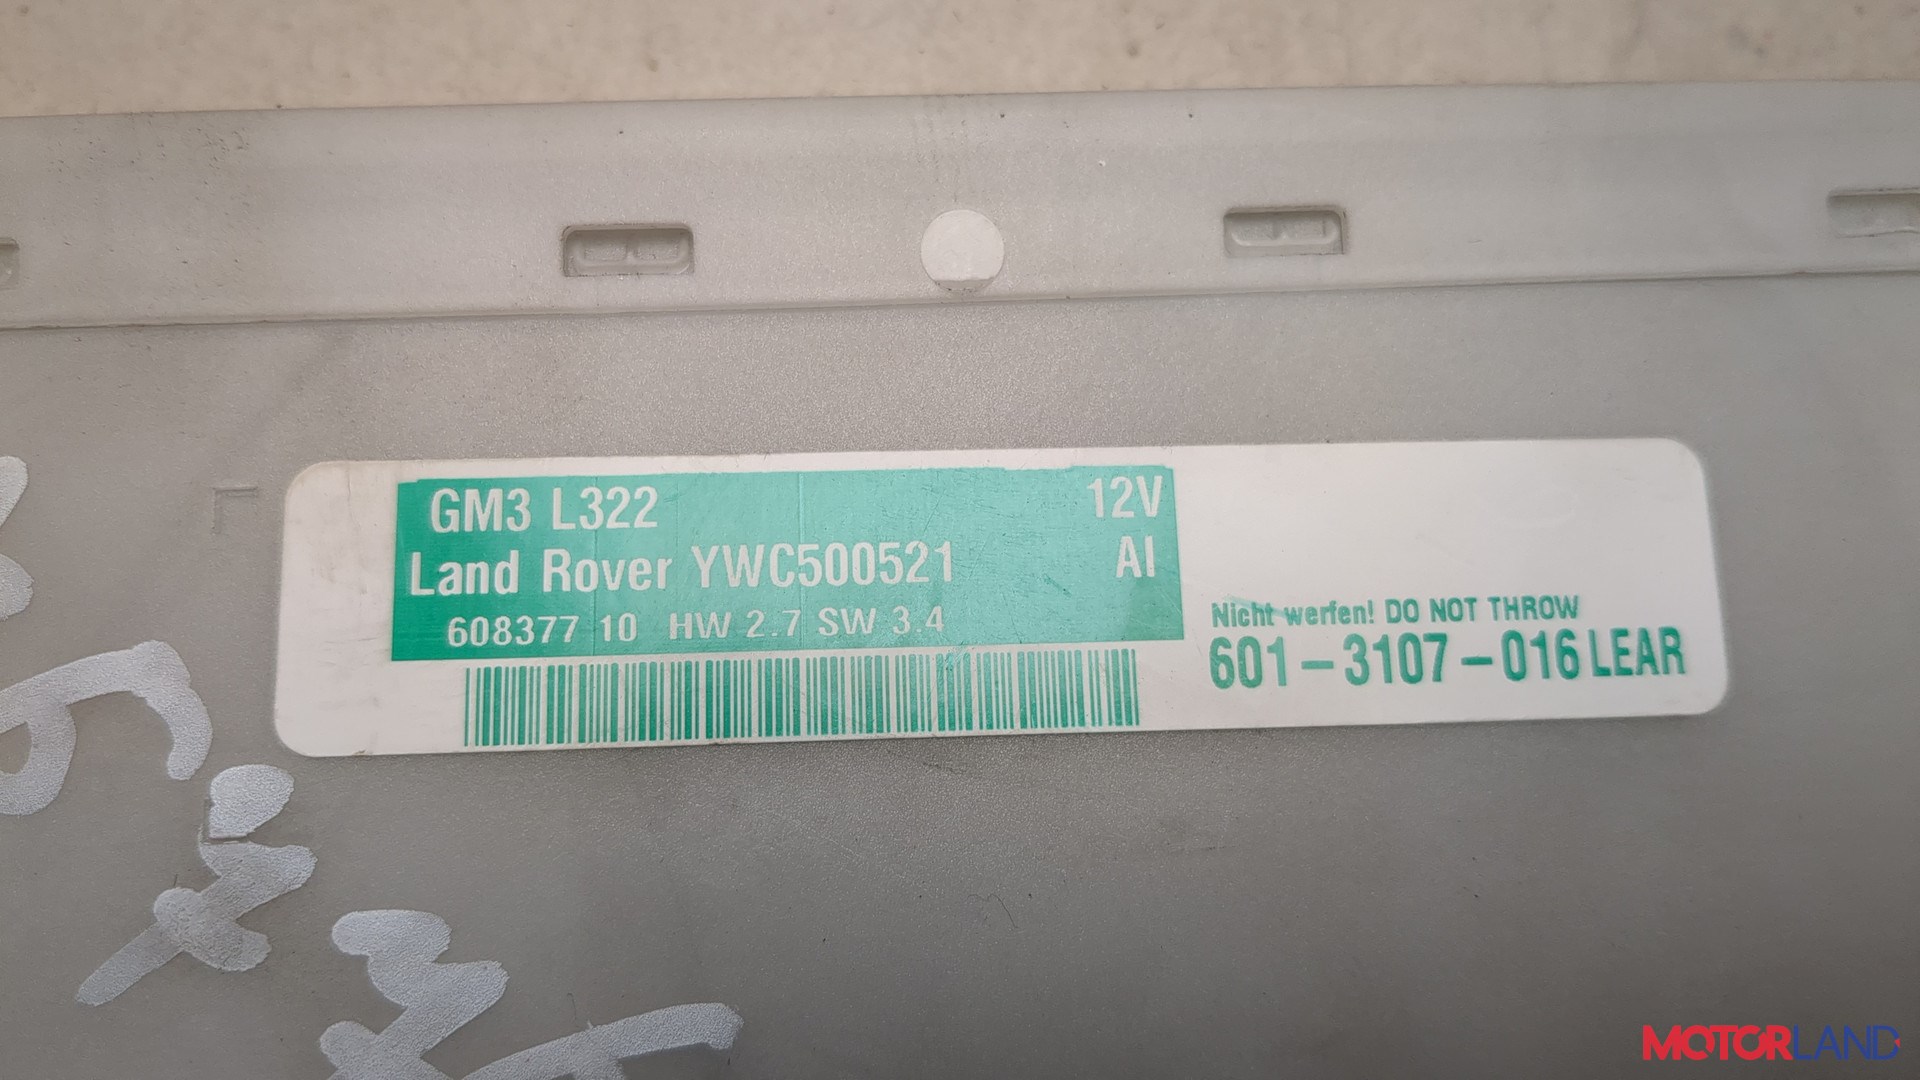 GM3 L322 12V
Land Rover YWC500521 AI
608377 10 HW 2.7 SW 3.4
Nicht werfen! DO NOT THROW
601-3107-016 LEAR
MOTORLAND